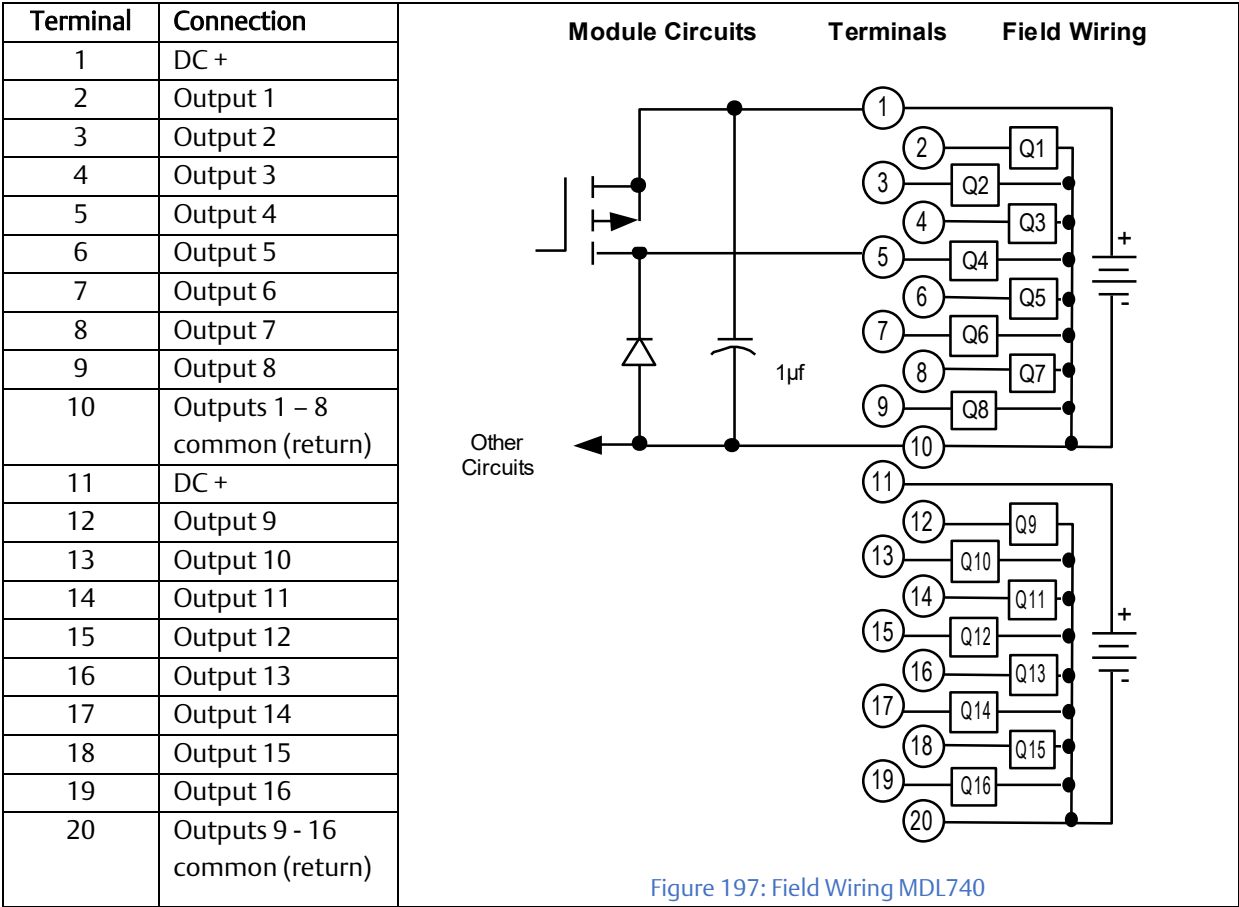 Terminal Connection
1 DC +
2 Output 1
3 Output 2
4 Output 3
5 Output 4
6 Output 5
7 Output 6
8 Output 7
9 Output 8
10 Outputs 1 – 8
common (return)
11 DC +
12 Output 9
13 Output 10
14 Output 11
15 Output 12
16 Output 13
17 Output 14
18 Output 15
19 Output 16
20 Outputs 9 - 16
common (return)
Module Circuits Terminals Field Wiring
1
2 Q1
3 Q2
4 Q3
+
5 Q4
6 Q5
-
7 Q6
1µf
8 Q7
9 Q8
Other
Circuits
10
11
12 Q9
13 Q10
14 Q11
+
15 Q12
16 Q13
-
17 Q14
18 Q15
19 Q16
20
Figure 197: Field Wiring MDL740